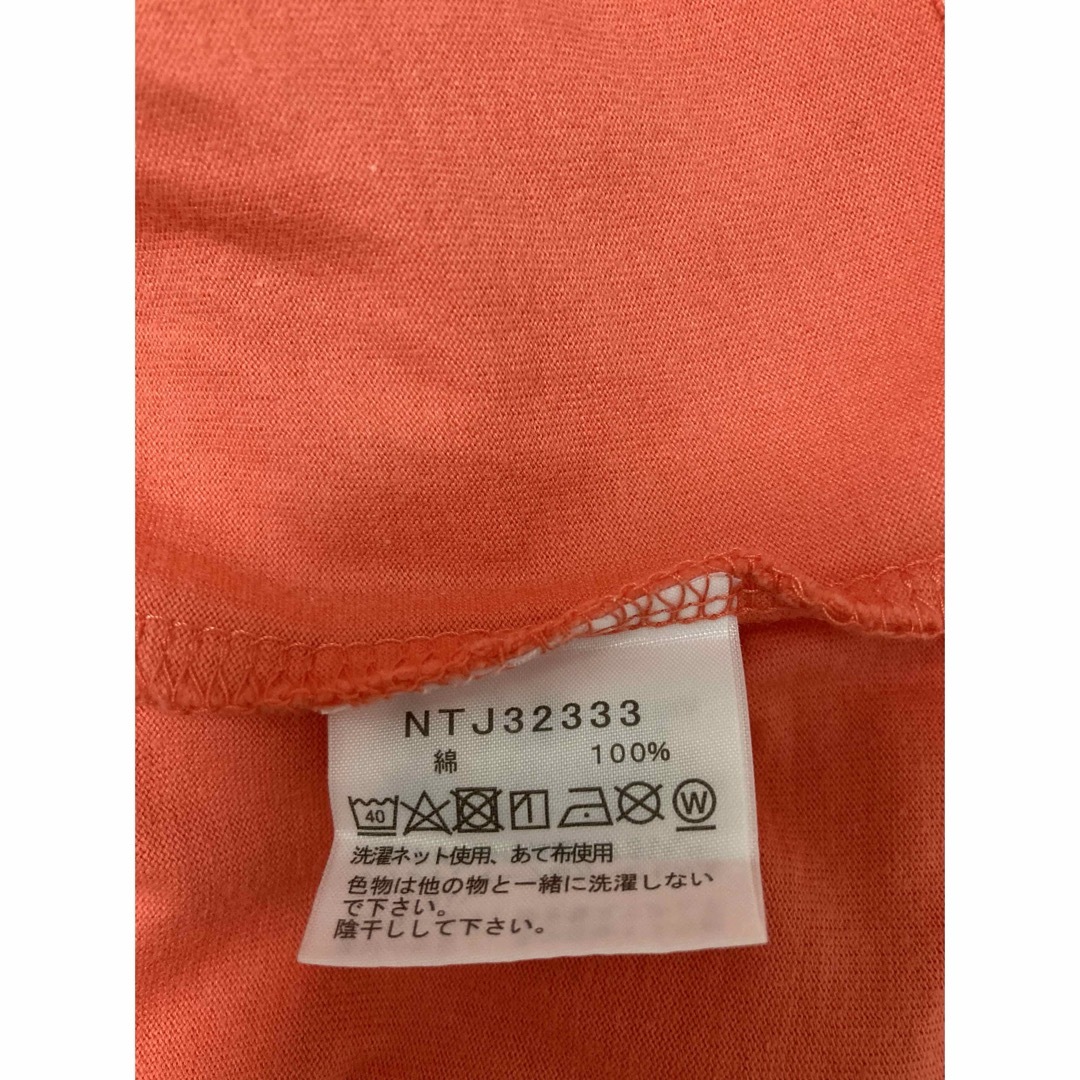 NTJ32333
綿 100%
40 W
洗濯ネット使用、あて布使用
色物は他の物と一緒に洗濯しない
で下さい。
陰干しして下さい。